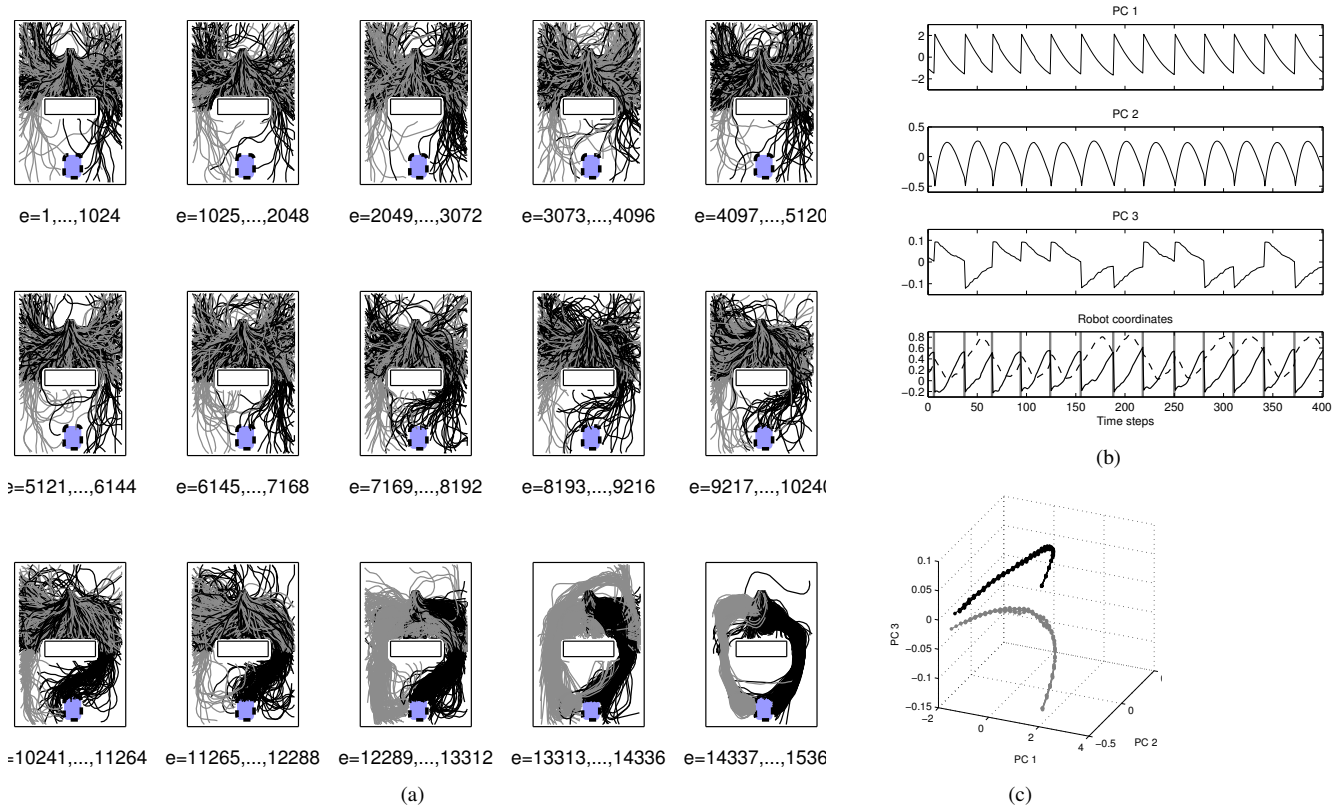 e=1,...,1024
e=1025,...,2048
e=2049,...,3072
e=3073,...,4096
e=4097,...,5120
e=5121,...,6144
e=6145,...,7168
e=7169,...,8192
e=8193,...,9216
e=9217,...,10240
=10241,...,11264
e=11265,...,12288
e=12289,...,13312
e=13313,...,14336
e=14337,...,1536
(a)
PC 1
2
0
−2
PC 2
0.5
0
−0.5
PC 3
0.1
0
−0.1
Robot coordinates
0.8
0.6
0.4
0.2
0
−0.2
0 50 100 150 200 250 300 350 400
Time steps
(b)
0.1
0.05
0
−0.05
−0.1
−0.15
PC 3
−2
0
2
4
PC 1
−0.5
0
PC 2
(c)